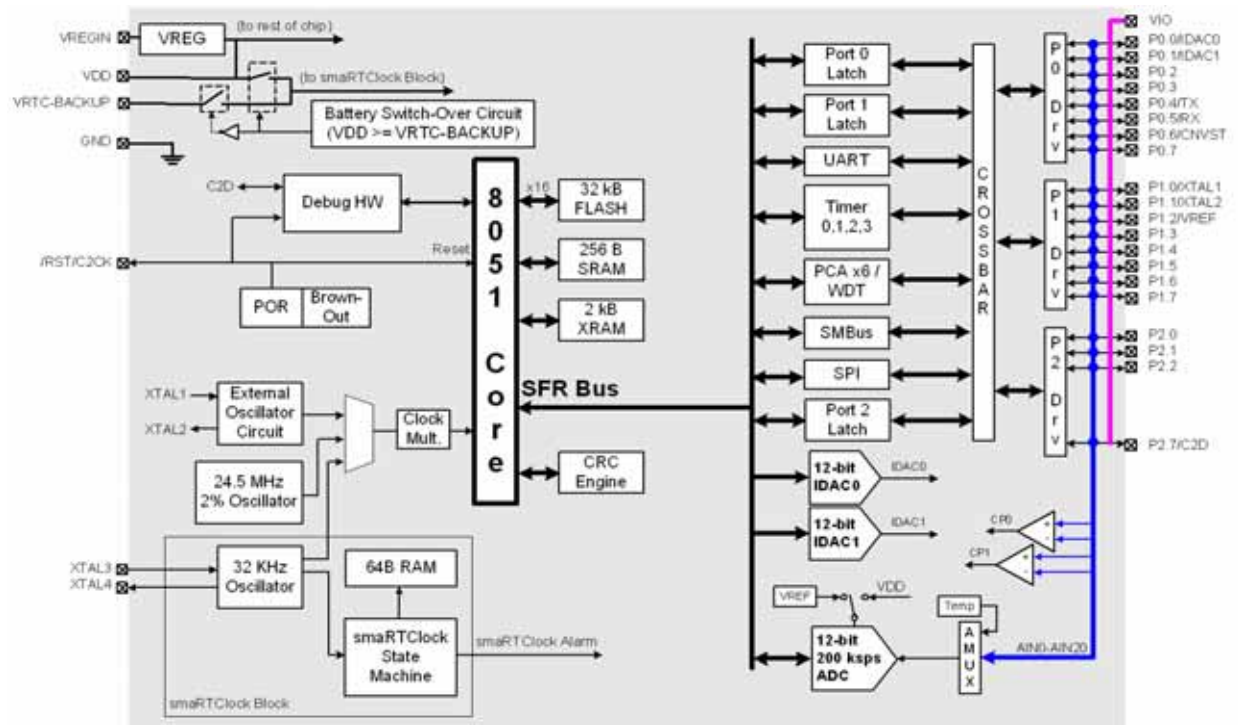 VREGIN
VREG
(to rest of chip)
VDD
(to smaRTClock Block)
VRTC-BACKUP
Battery Switch-Over Circuit
(VDD >= VRTC-BACKUP)
GND
C2D
Debug HW
/RST/C2CK
Reset
POR
Brown-
Out
8051 Core
x16
32 kB
FLASH
256 B
SRAM
2 kB
XRAM
SFR Bus
CRC
Engine
XTAL1
XTAL2
External
Oscillator
Circuit
Clock
Mult.
24.5 MHz
2% Oscillator
XTAL3
XTAL4
32 KHz
Oscillator
64B RAM
smaRTClock
State
Machine
smaRTClock Alarm
smaRTClock Block
Port 0
Latch
Port 1
Latch
UART
Timer
0,1,2,3
PCA x6 /
WDT
SMBus
SPI
Port 2
Latch
CROSSBAR
P0 Drv
P1 Drv
P2 Drv
VIO
P0.0/IDAC0
P0.1/IDAC1
P0.2
P0.3
P0.4/TX
P0.5/RX
P0.6/CNVST
P0.7
P1.0/XTAL1
P1.1/XTAL2
P1.2/VREF
P1.3
P1.4
P1.5
P1.6
P1.7
P2.0
P2.1
P2.2
P2.7/C2D
12-bit
IDAC0
IDAC0
12-bit
IDAC1
IDAC1
CP0
+
-
CP1
+
-
VREF
VDD
Temp
12-bit
200 ksps
ADC
AMUX
AIN0-AIN20